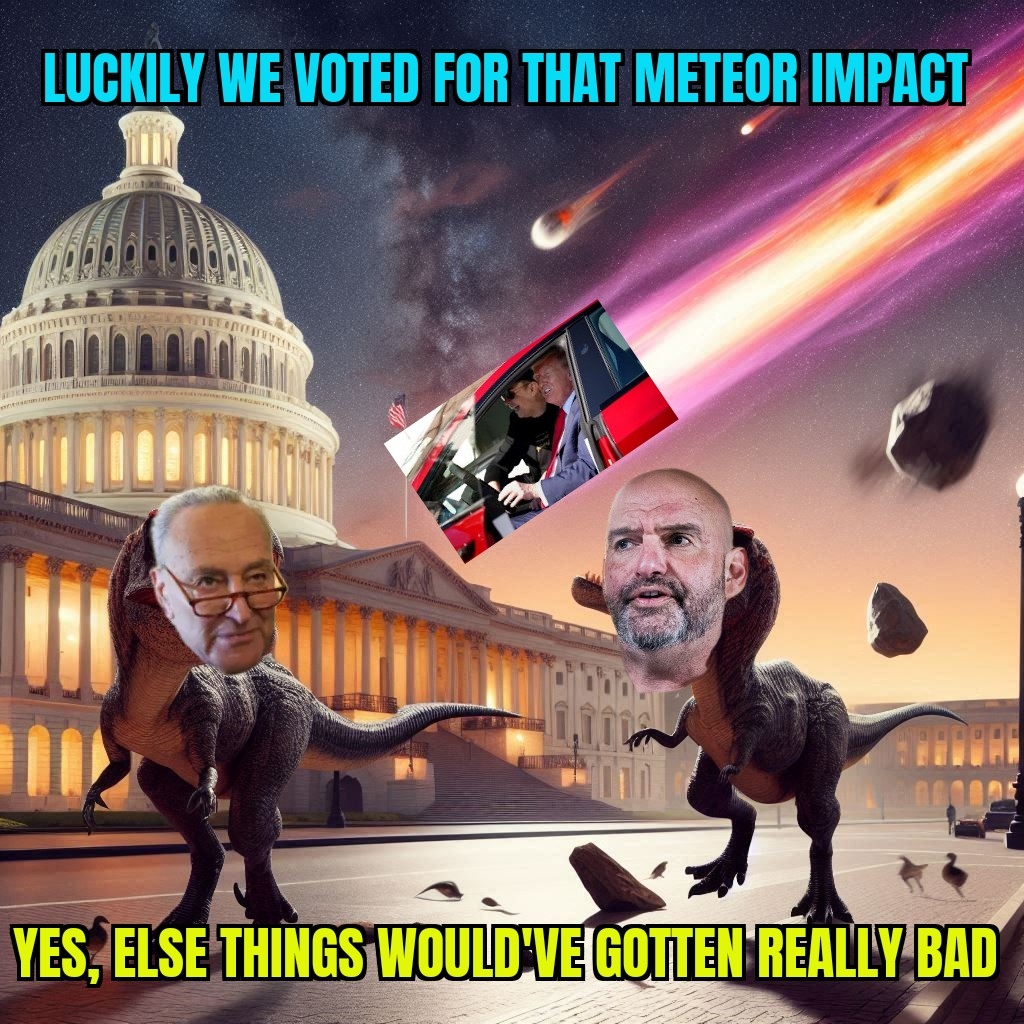 LUCKILY WE VOTED FOR THAT METEOR IMPACT
YES, ELSE THINGS WOULD'VE GOTTEN REALLY BAD